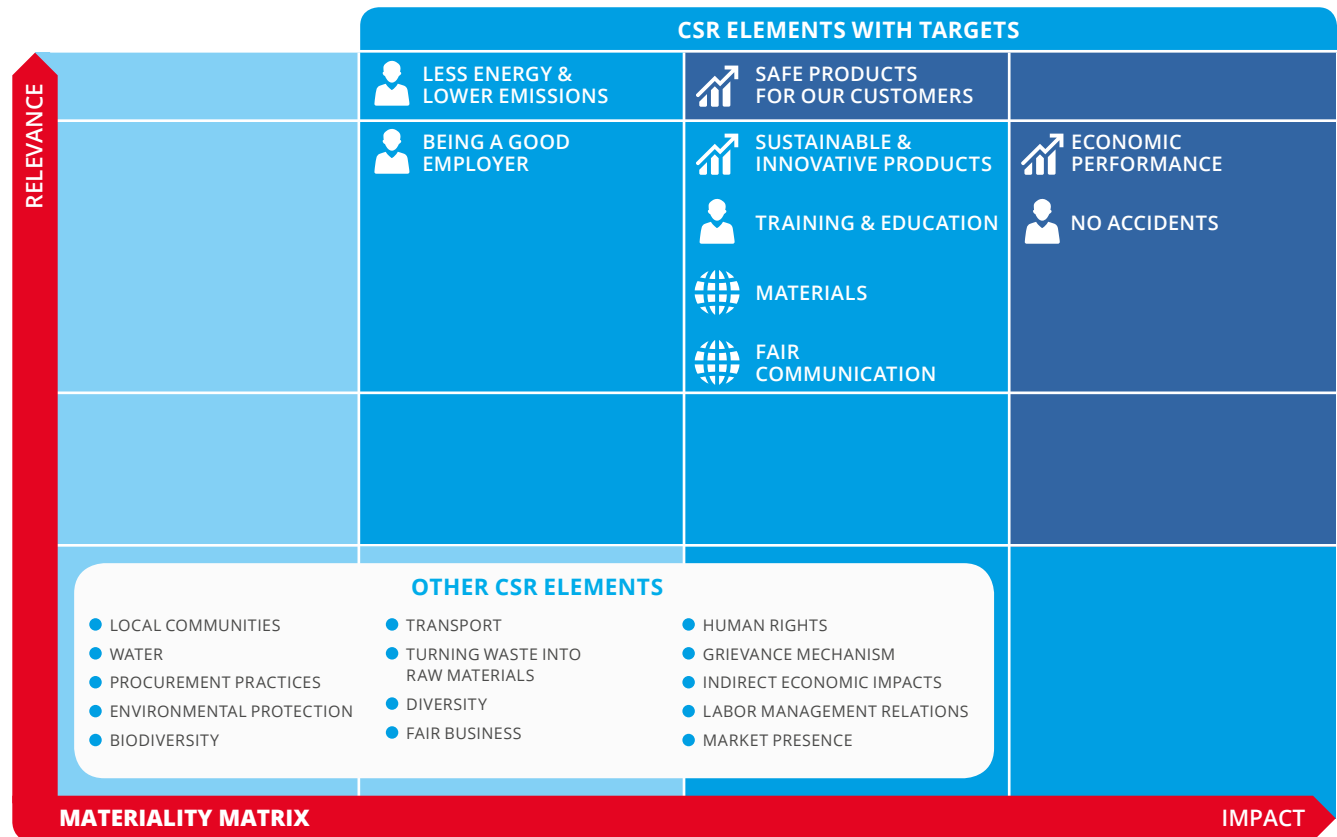 CSR ELEMENTS WITH TARGETS
RELEVANCE
LESS ENERGY &
LOWER EMISSIONS
SAFE PRODUCTS
FOR OUR CUSTOMERS
BEING A GOOD
EMPLOYER
SUSTAINABLE &
INNOVATIVE PRODUCTS
TRAINING & EDUCATION
MATERIALS
FAIR
COMMUNICATION
ECONOMIC
PERFORMANCE
NO ACCIDENTS
OTHER CSR ELEMENTS
LOCAL COMMUNITIES
WATER
PROCUREMENT PRACTICES
ENVIRONMENTAL PROTECTION
BIODIVERSITY
TRANSPORT
TURNING WASTE INTO
RAW MATERIALS
DIVERSITY
FAIR BUSINESS
HUMAN RIGHTS
GRIEVANCE MECHANISM
INDIRECT ECONOMIC IMPACTS
LABOR MANAGEMENT RELATIONS
MARKET PRESENCE
MATERIALITY MATRIX
IMPACT